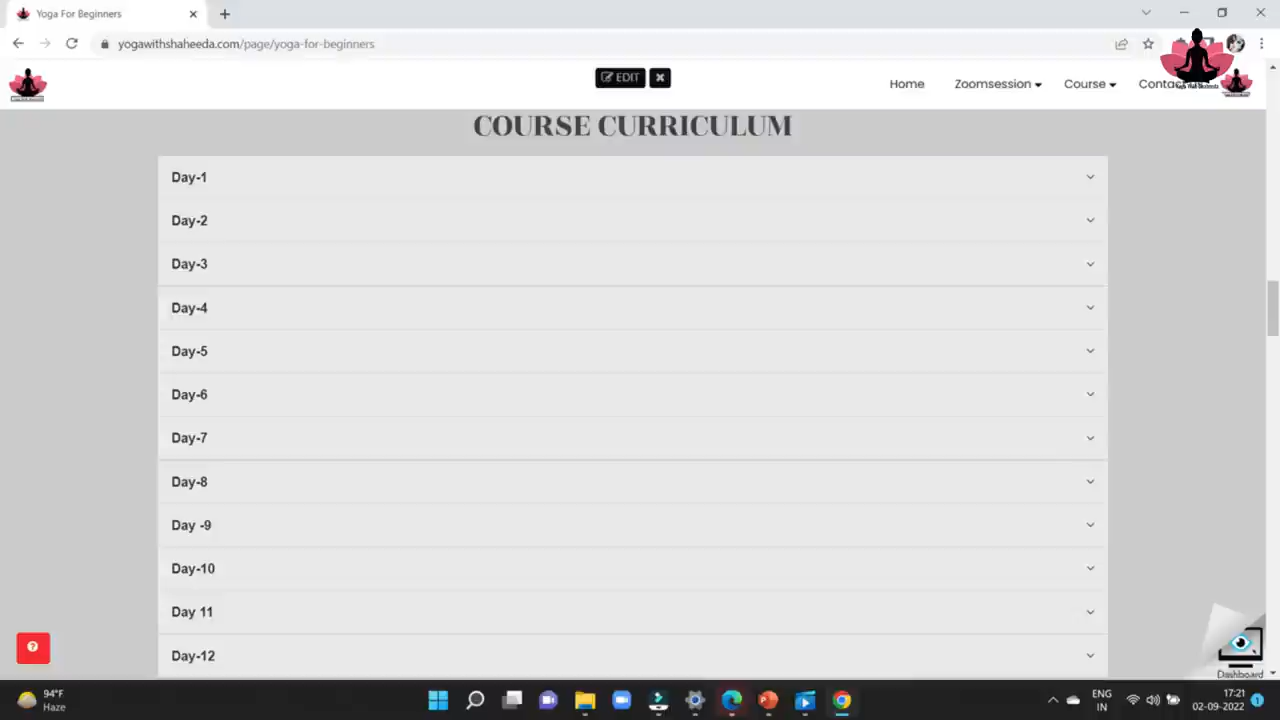 Yoga For Beginners
yogawithshaheeda.com/page/yoga-for-beginners
EDIT
Home
Zoomsession
Course
Contact
COURSE CURRICULUM
Day-1
Day-2
Day-3
Day-4
Day-5
Day-6
Day-7
Day-8
Day -9
Day-10
Day 11
Day-12
Dashboard
94°F
Haze
ENG
IN
17:21
02-09-2022
1